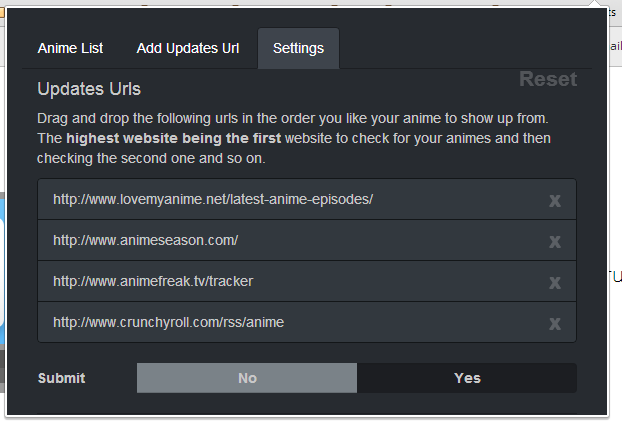 Anime List Add Updates Url Settings
Updates Urls Reset
Drag and drop the following urls in the order you like your anime to show up from.
The highest website being the first website to check for your animes and then
checking the second one and so on.
http://www.lovemyanime.net/latest-anime-episodes/ x
http://www.animeseason.com/ x
http://www.animefreak.tv/tracker x
http://www.crunchyroll.com/rss/anime x
Submit No Yes